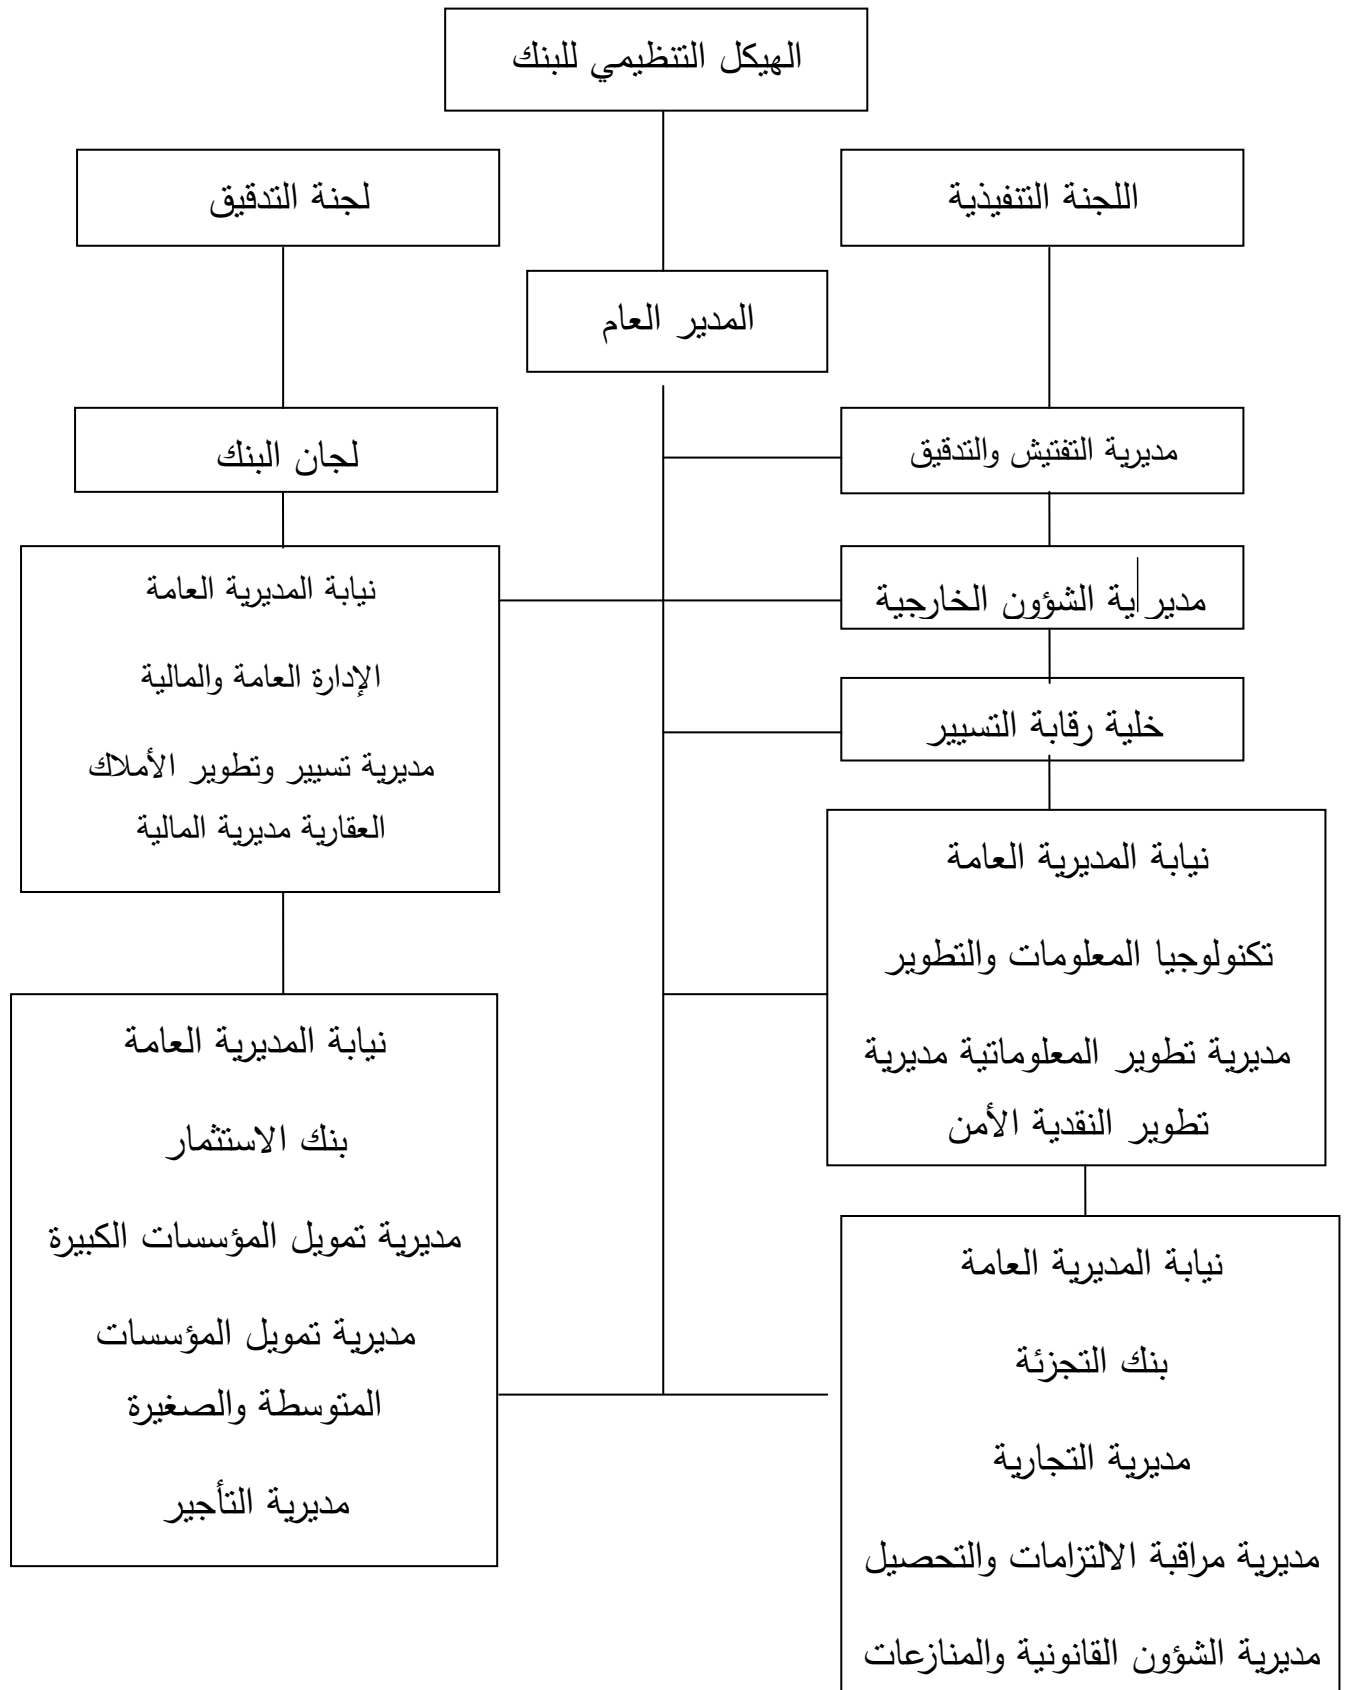 الهيكل التنظيمي للبنك
اللجنة التنفيذية
لجنة التدقيق
المدير العام
مديرية التفتيش والتدقيق
لجان البنك
مديرية الشؤون الخارجية
خلية رقابة التسيير
نيابة المديرية العامة
الإدارة العامة والمالية
مديرية تسيير وتطوير الأملاك
العقارية مديرية المالية
نيابة المديرية العامة
تكنولوجيا المعلومات والتطوير
مديرية تطوير المعلوماتية مديرية
تطوير النقدية الأمن
نيابة المديرية العامة
بنك الاستثمار
مديرية تمويل المؤسسات الكبيرة
مديرية تمويل المؤسسات
المتوسطة والصغيرة
مديرية التأجير
نيابة المديرية العامة
بنك التجزئة
مديرية التجارية
مديرية مراقبة الالتزامات والتحصيل
مديرية الشؤون القانونية والمنازعات